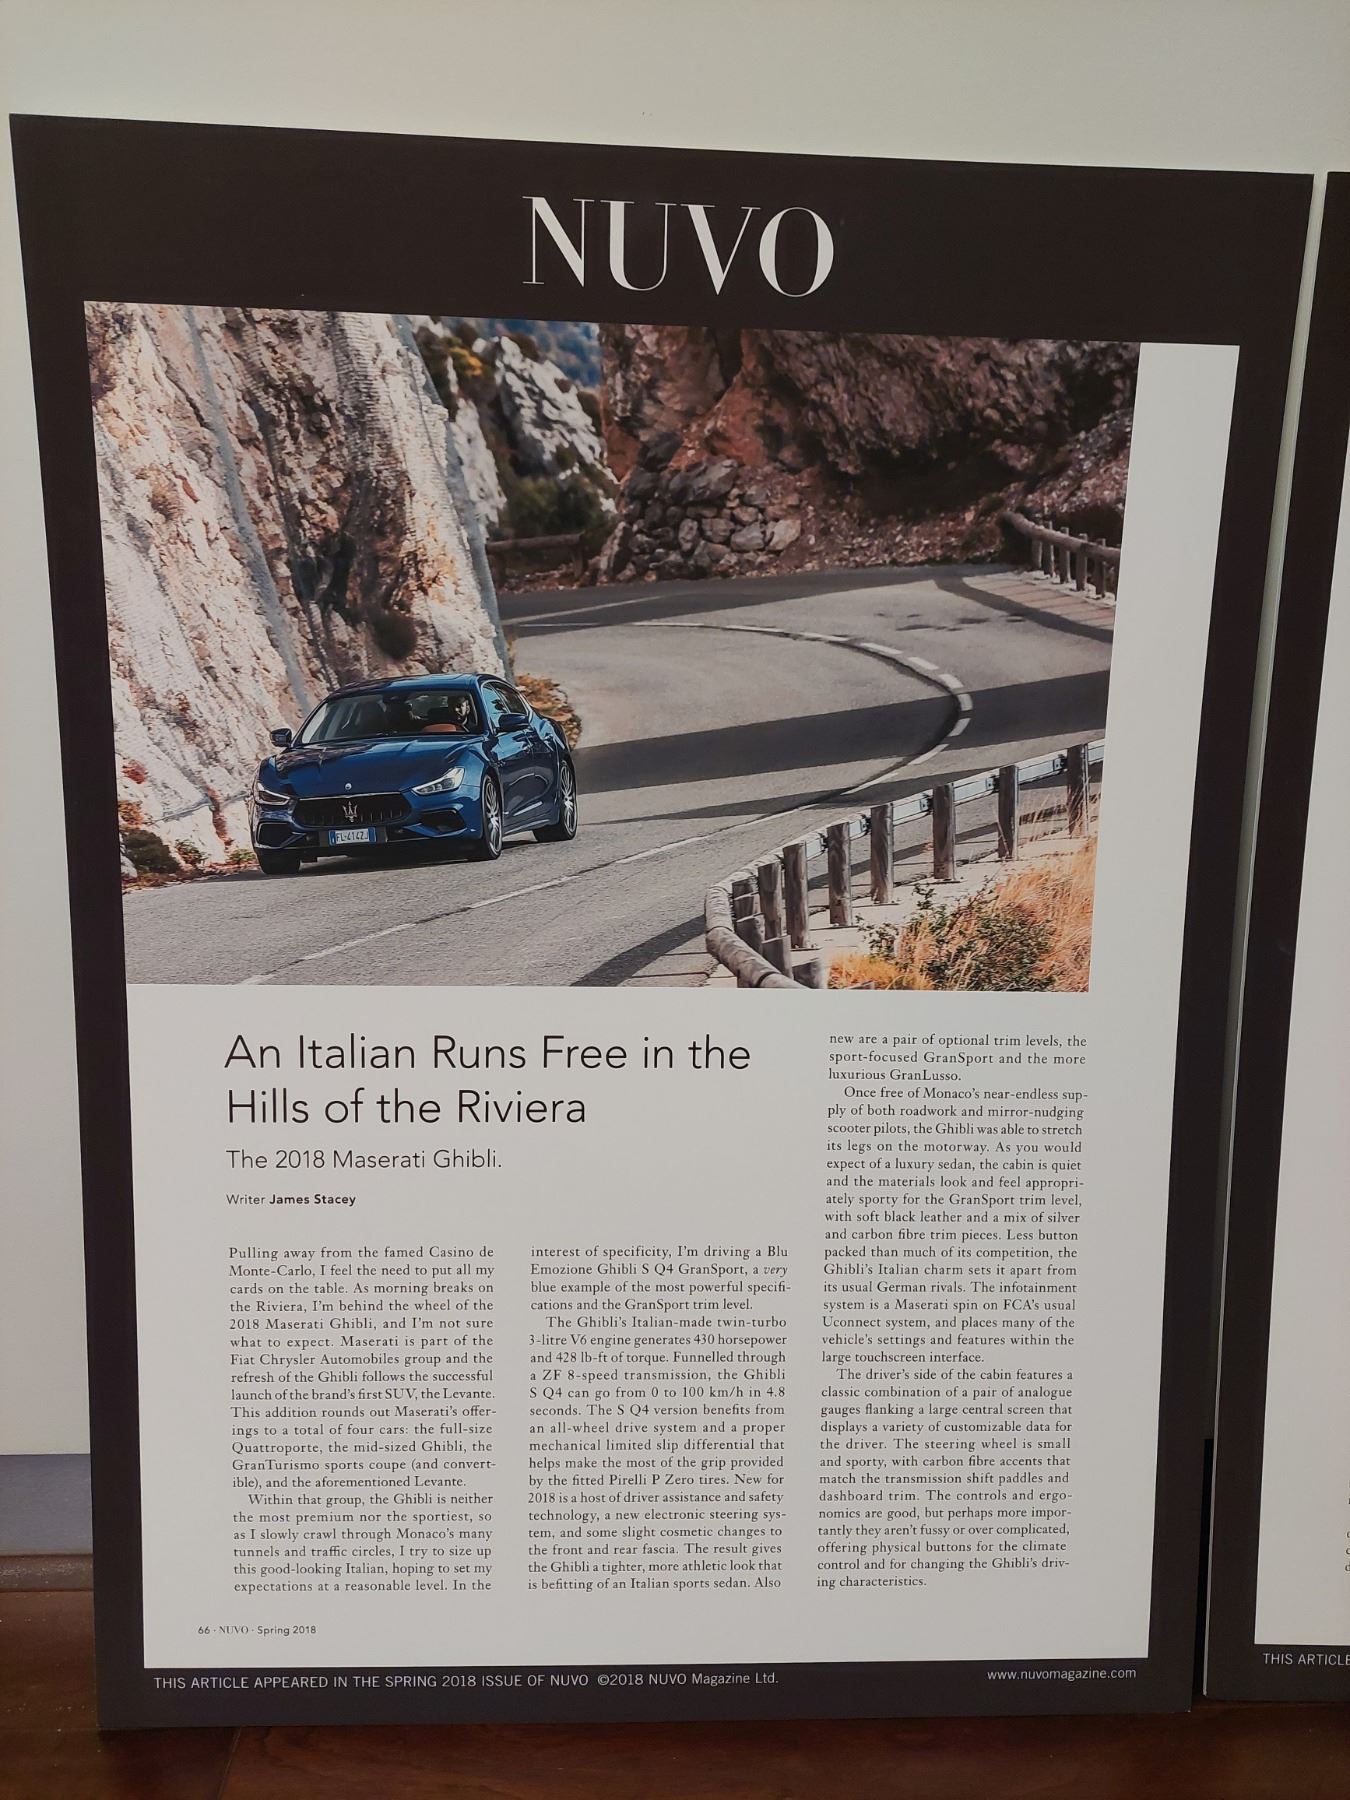 NUVO
FL·414ZJ
An Italian Runs Free in the
Hills of the Riviera
The 2018 Maserati Ghibli.
Writer James Stacey
Pulling away from the famed Casino de
Monte-Carlo, I feel the need to put all my
cards on the table. As morning breaks on
the Riviera, I'm behind the wheel of the
2018 Maserati Ghibli, and I'm not sure
what to expect. Maserati is part of the
Fiat Chrysler Automobiles group and the
refresh of the Ghibli follows the successful
launch of the brand's first SUV, the Levante.
This addition rounds out Maserati's offer-
ings to a total of four cars: the full-size
Quattroporte, the mid-sized Ghibli, the
GranTurismo sports coupe (and convert-
ible), and the aforementioned Levante.
Within that group, the Ghibli is neither
the most premium nor the sportiest, so
as I slowly crawl through Monaco's many
tunnels and traffic circles, I try to size up
this good-looking Italian, hoping to set my
expectations at a reasonable level. In the
interest of specificity, I'm driving a Blu
Emozione Ghibli S Q4 GranSport, a very
blue example of the most powerful specifi-
cations and the GranSport trim level.
The Ghibli's Italian-made twin-turbo
3-litre V6 engine generates 430 horsepower
and 428 lb-ft of torque. Funnelled through
a ZF 8-speed transmission, the Ghibli
S Q4 can go from 0 to 100 km/h in 4.8
seconds. The S Q4 version benefits from
an all-wheel drive system and a proper
mechanical limited slip differential that
helps make the most of the grip provided
by the fitted Pirelli P Zero tires. New for
2018 is a host of driver assistance and safety
technology, a new electronic steering sys-
tem, and some slight cosmetic changes to
the front and rear fascia. The result gives
the Ghibli a tighter, more athletic look that
is befitting of an Italian sports sedan. Also
new are a pair of optional trim levels, the
sport-focused GranSport and the more
luxurious GranLusso.
Once free of Monaco's near-endless sup-
ply of both roadwork and mirror-nudging
scooter pilots, the Ghibli was able to stretch
its legs on the motorway. As you would
expect of a luxury sedan, the cabin is quiet
and the materials look and feel appropri-
ately sporty for the GranSport trim level,
with soft black leather and a mix of silver
and carbon fibre trim pieces. Less button
packed than much of its competition, the
Ghibli's Italian charm sets it apart from
its usual German rivals. The infotainment
system is a Maserati spin on FCA's usual
Uconnect system, and places many of the
vehicle's settings and features within the
large touchscreen interface.
The driver's side of the cabin features a
classic combination of a pair of analogue
gauges flanking a large central screen that
displays a variety of customizable data for
the driver. The steering wheel is small
and sporty, with carbon fibre accents that
match the transmission shift paddles and
dashboard trim. The controls and ergo-
nomics are good, but perhaps more impor-
tantly they aren't fussy or over complicated,
offering physical buttons for the climate
control and for changing the Ghibli's driv-
ing characteristics.
66 · NUVO · Spring 2018
THIS ARTICLE APPEARED IN THE SPRING 2018 ISSUE OF NUVO ©2018 NUVO Magazine Ltd.
www.nuvomagazine.com
THIS ARTICLE